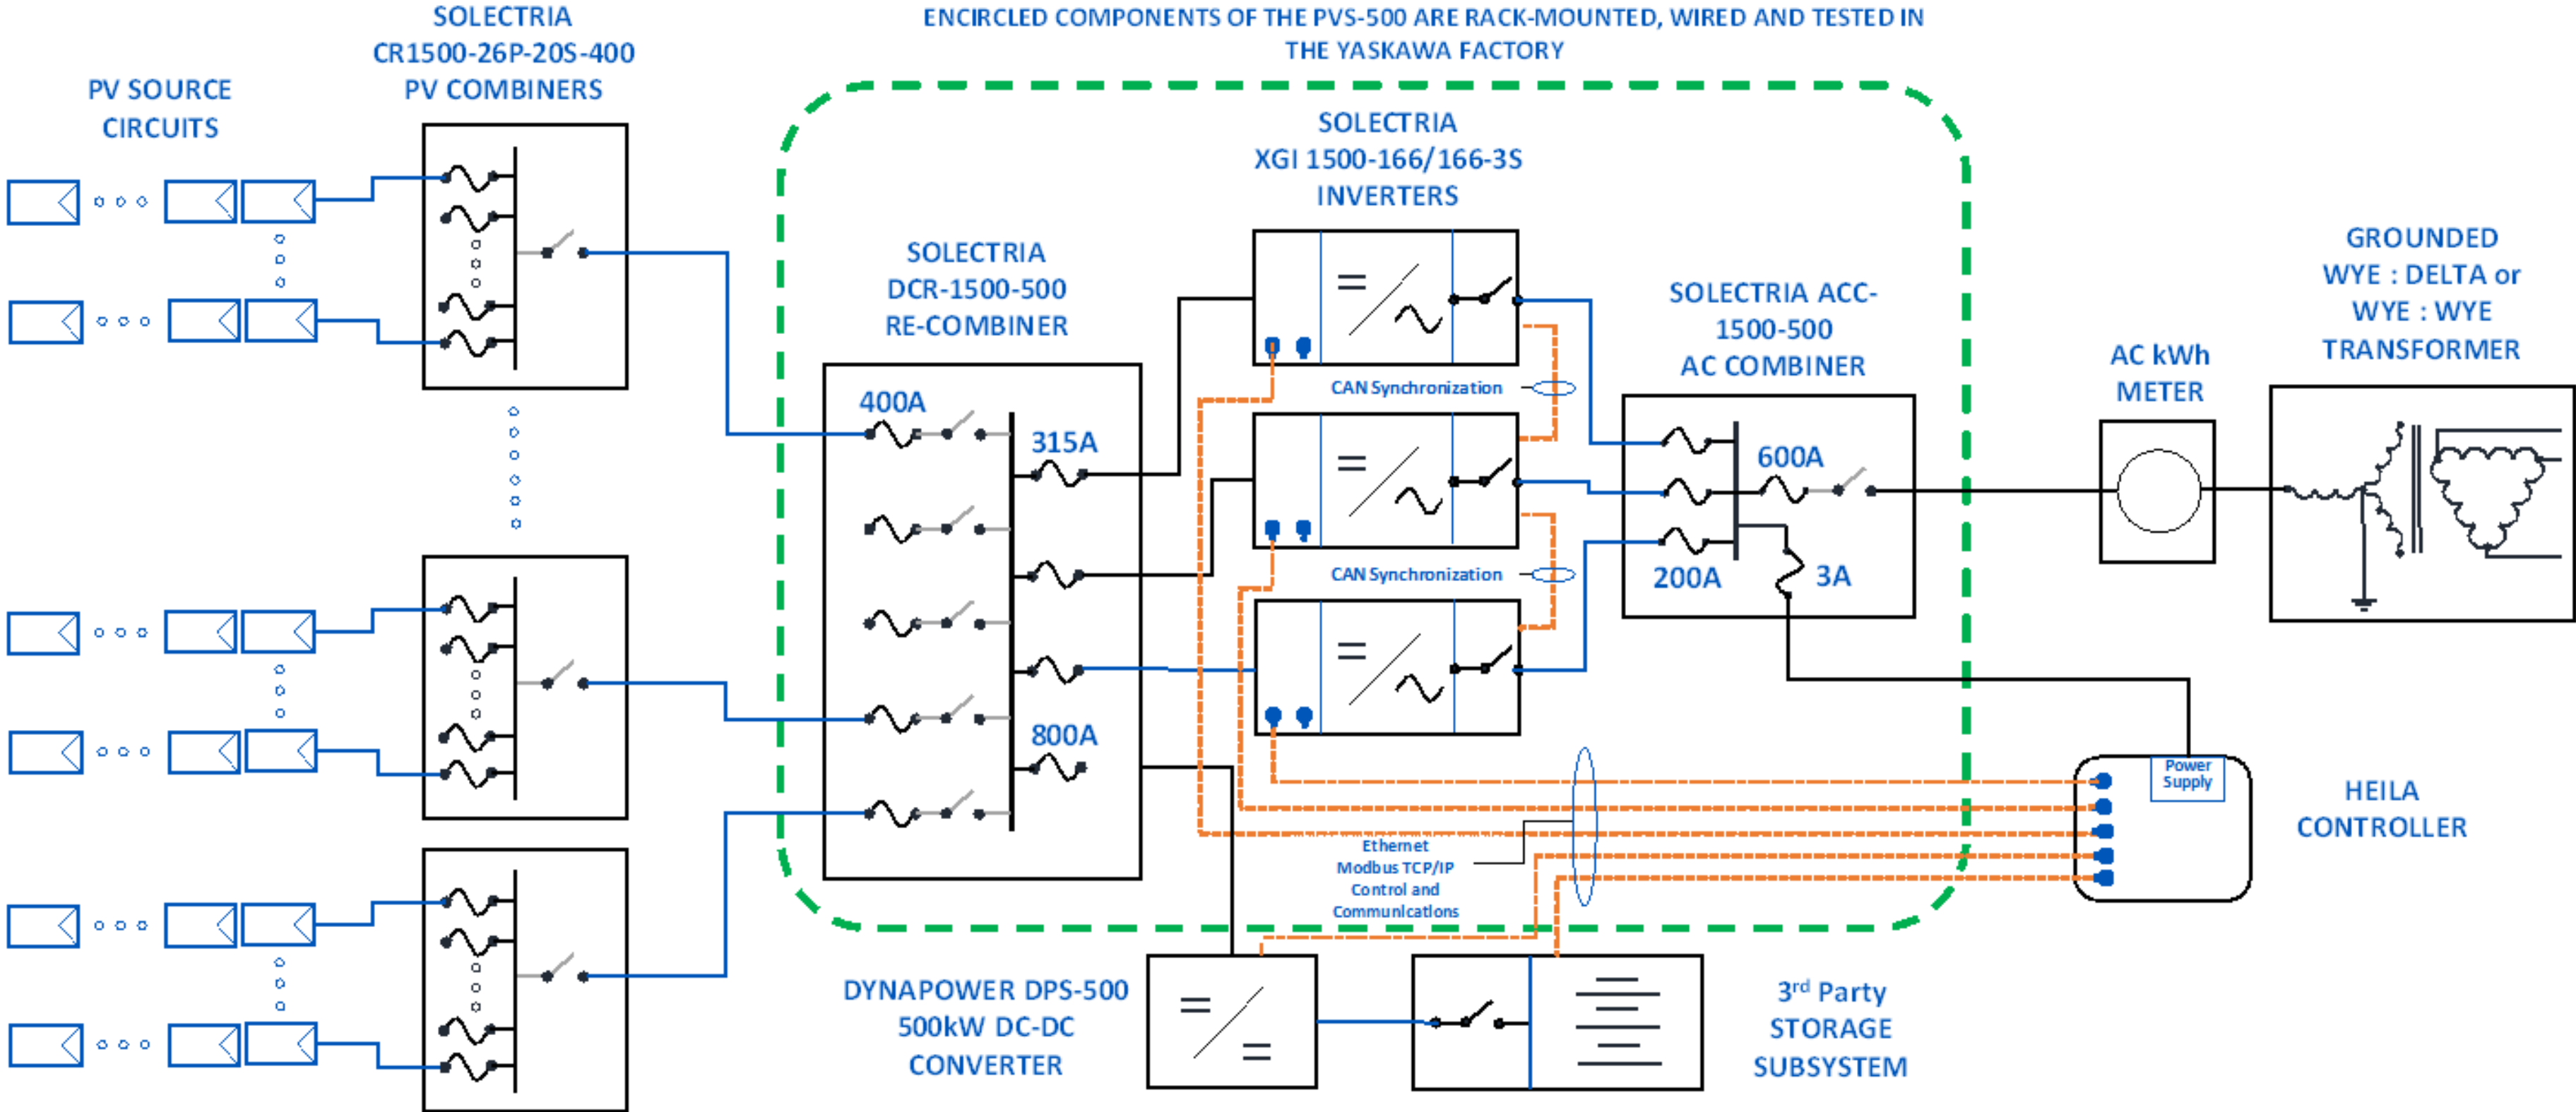 ENCIRCLED COMPONENTS OF THE PVS-500 ARE RACK-MOUNTED, WIRED AND TESTED IN
THE YASKAWA FACTORY
SOLECTRIA
CR1500-26P-20S-400
PV COMBINERS
PV SOURCE
CIRCUITS
SOLECTRIA
XGI 1500-166/166-3S
INVERTERS
SOLECTRIA
DCR-1500-500
RE-COMBINER
400A
315A
800A
CAN Synchronization
CAN Synchronization
SOLECTRIA ACC-
1500-500
AC COMBINER
600A
200A
3A
AC kWh
METER
GROUNDED
WYE : DELTA or
WYE : WYE
TRANSFORMER
Power
Supply
HEILA
CONTROLLER
Ethernet
Modbus TCP/IP
Control and
Communications
DYNAPOWER DPS-500
500kW DC-DC
CONVERTER
3rd Party
STORAGE
SUBSYSTEM